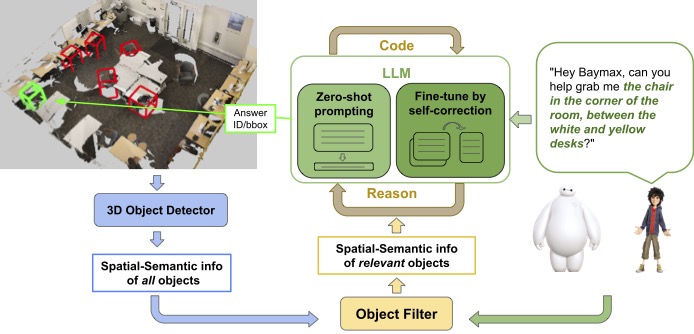 Code
LLM
Zero-shot
prompting
Fine-tune by
self-correction
"Hey Baymax, can you
help grab me the chair
in the corner of the
room, between the
white and yellow
desks?"
Answer
ID/bbox
Reason
3D Object Detector
Spatial-Semantic info
of all objects
Spatial-Semantic info
of relevant objects
Object Filter